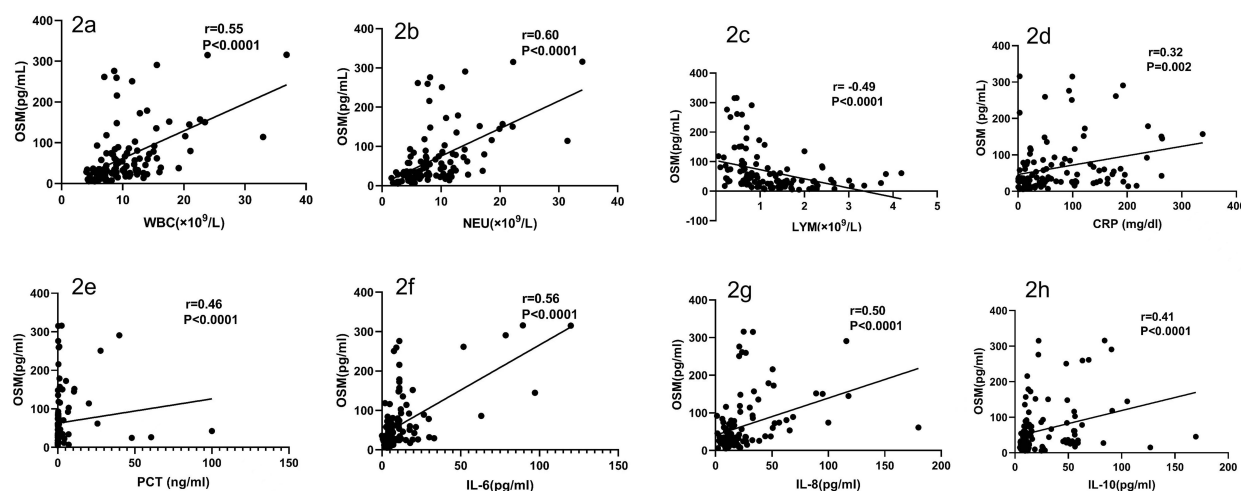 2a
r=0.55
P<0.0001
OSM(pg/mL)
400
300
200
100
0
0 10 20 30 40
WBC(×10⁹/L)
2b
r=0.60
P<0.0001
OSM(pg/mL)
400
300
200
100
0
0 10 20 30 40
NEU(×10⁹/L)
2c
r= -0.49
P<0.0001
OSM(pg/mL)
400
300
200
100
0
-100
1 2 3 4 5
LYM(×10⁹/L)
2d
r=0.32
P=0.002
OSM (pg/mL)
400
300
200
100
0
0 100 200 300 400
CRP (mg/dl)
2e
r=0.46
P<0.0001
OSM(pg/ml)
400
300
200
100
0
0 50 100 150
PCT (ng/ml)
2f
r=0.56
P<0.0001
OSM(pg/ml)
400
300
200
100
0
0 50 100 150
IL-6(pg/ml)
2g
r=0.50
P<0.0001
OSM(pg/ml)
400
300
200
100
0
0 50 100 150 200
IL-8(pg/ml)
2h
r=0.41
P<0.0001
OSM(pg/ml)
400
300
200
100
0
0 50 100 150 200
IL-10(pg/ml)